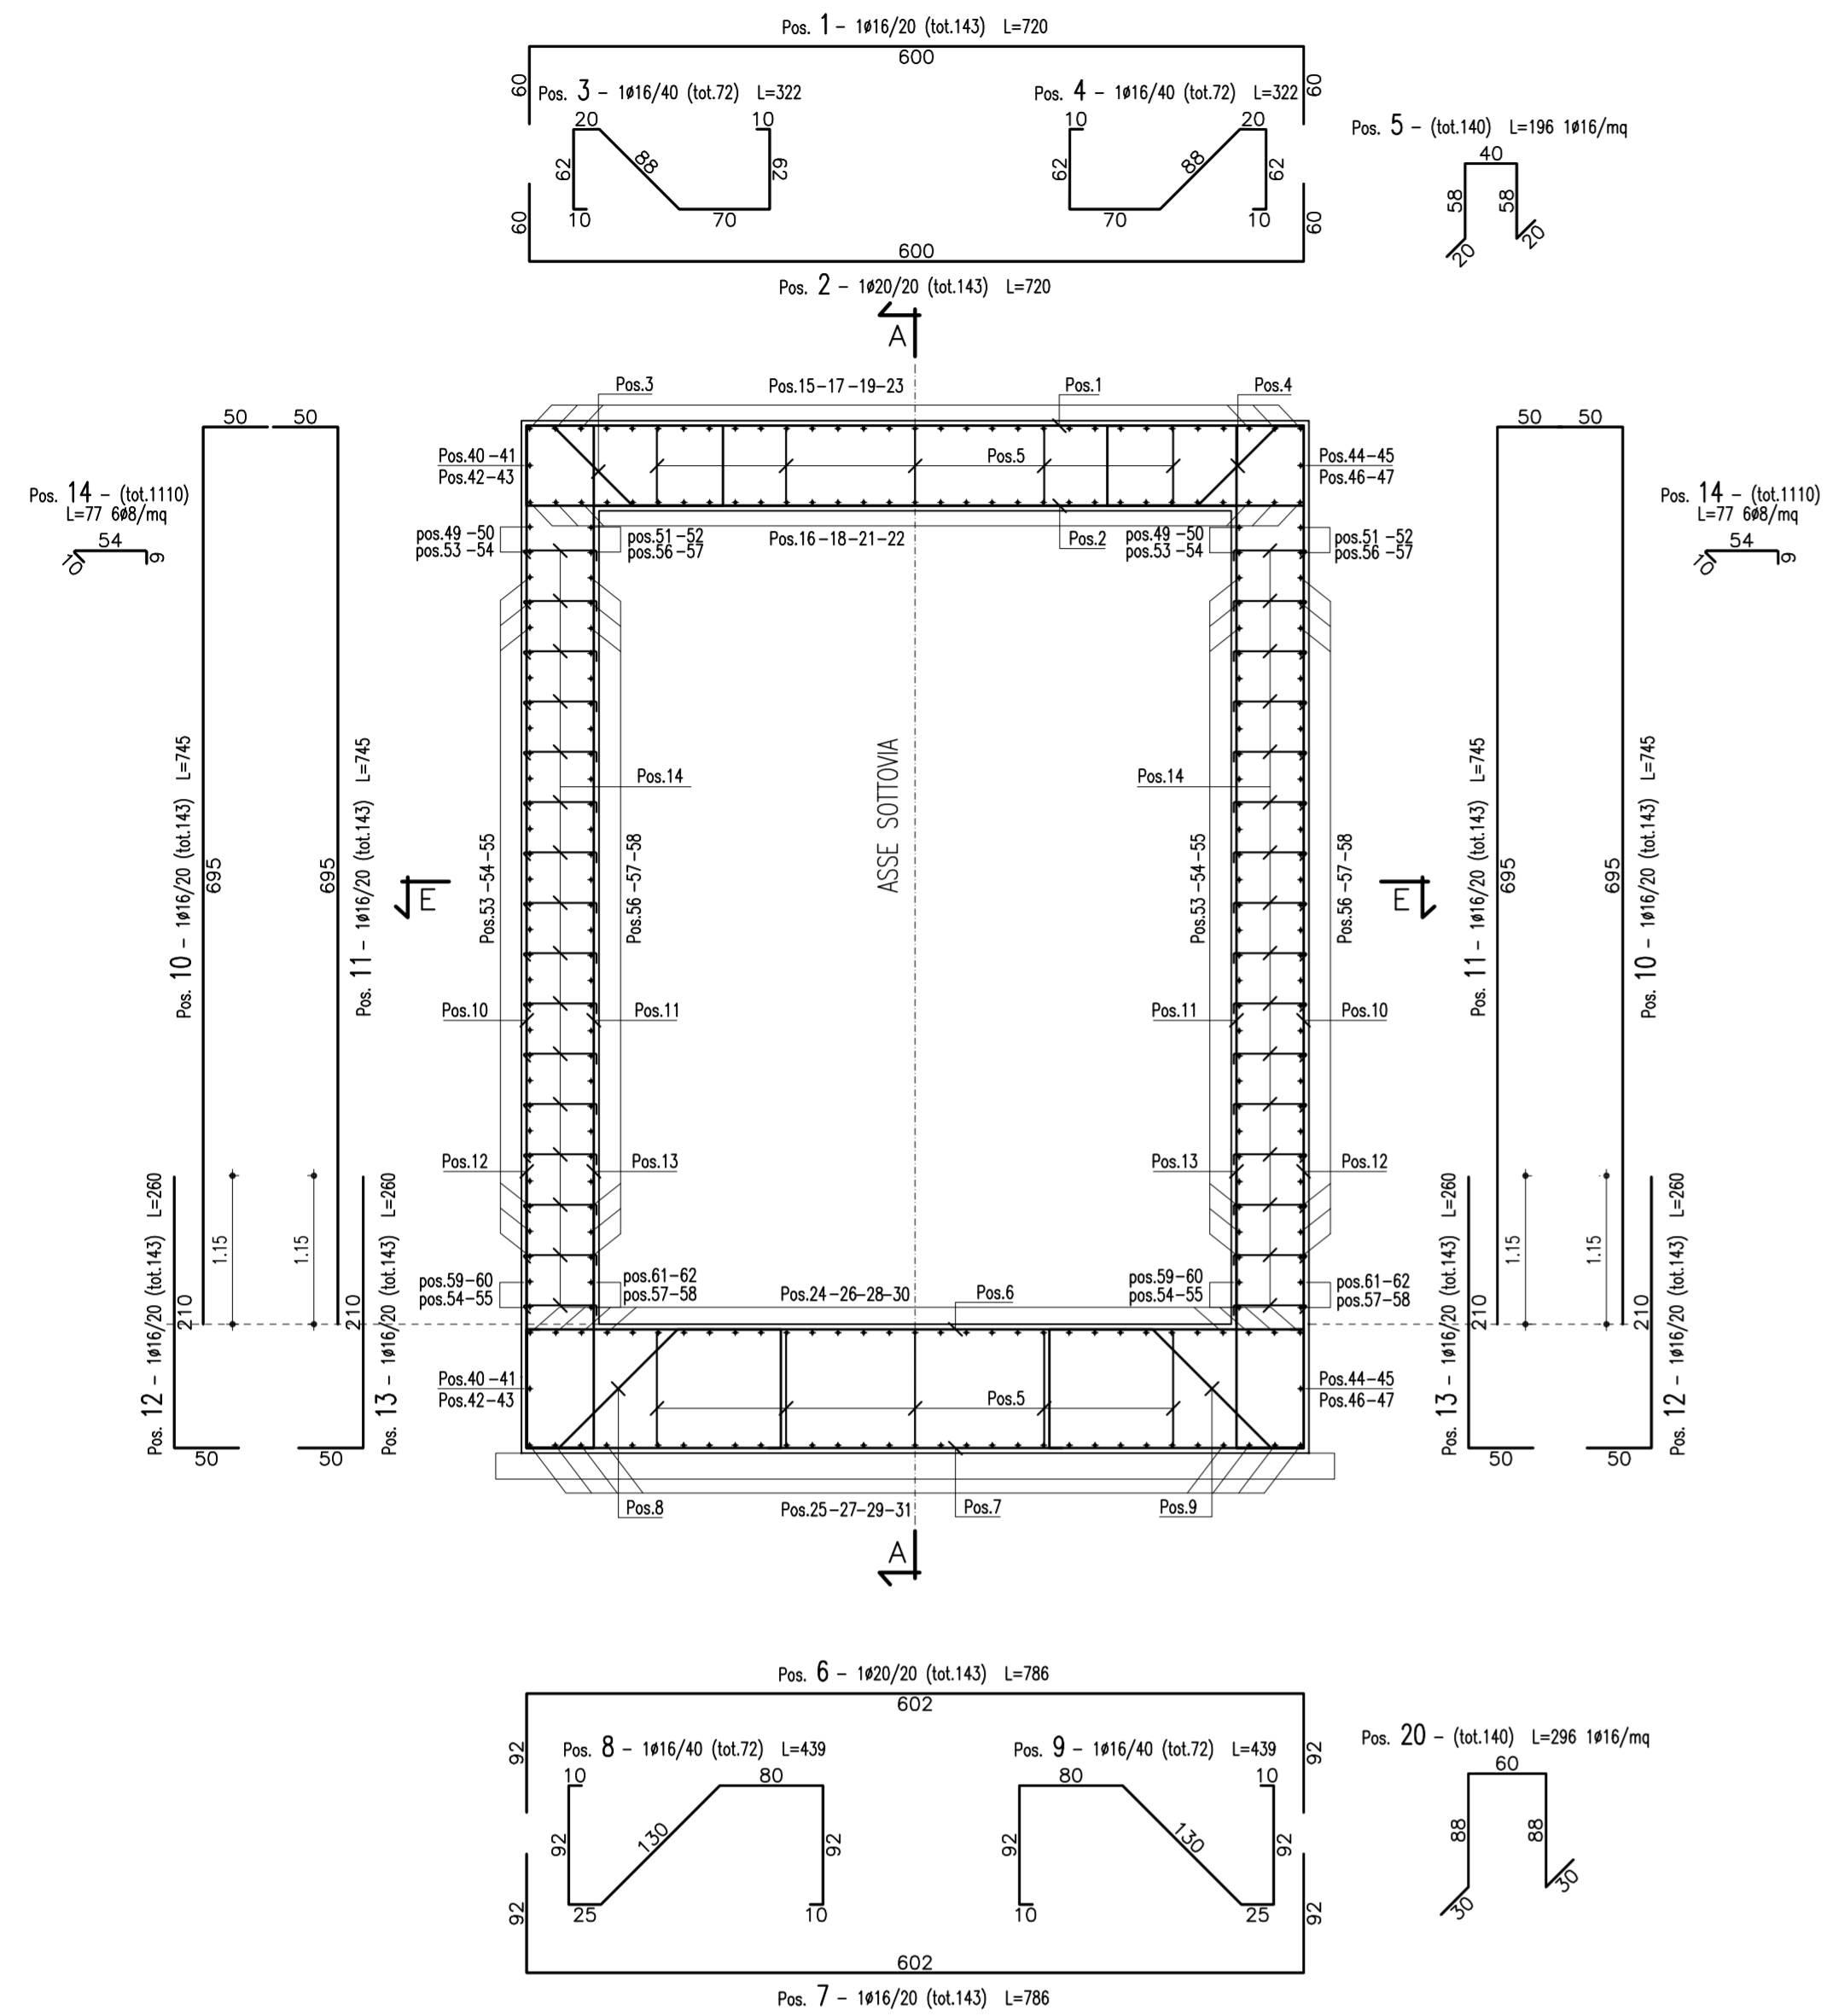 Pos. 1 - 1ø16/20 (tot.143) L=720
600
60
60
Pos. 3 - 1ø16/40 (tot.72) L=322
20
10
62
88
62
10
70
Pos. 4 - 1ø16/40 (tot.72) L=322
10
20
62
88
62
70
10
60
60
600
Pos. 2 - 1ø20/20 (tot.143) L=720
Pos. 5 - (tot.140) L=196 1ø16/mq
40
58
58
20
20
A
Pos.3
Pos.15-17-19-23
Pos.1
Pos.4
50
50
50
50
Pos.40-41
Pos.42-43
Pos.5
Pos.44-45
Pos.46-47
Pos. 14 - (tot.1110)
L=77 6ø8/mq
54
10
9
Pos. 14 - (tot.1110)
L=77 6ø8/mq
54
10
9
pos.49-50
pos.53-54
pos.51-52
pos.56-57
Pos.16-18-21-22
Pos.2
pos.49-50
pos.53-54
pos.51-52
pos.56-57
Pos. 10 - 1ø16/20 (tot.143) L=745
695
695
Pos. 11 - 1ø16/20 (tot.143) L=745
Pos.14
ASSE SOTTOVIA
Pos.14
Pos. 11 - 1ø16/20 (tot.143) L=745
695
695
Pos. 10 - 1ø16/20 (tot.143) L=745
E
Pos.53-54-55
Pos.56-57-58
Pos.53-54-55
Pos.56-57-58
E
Pos.10
Pos.11
Pos.11
Pos.10
Pos.12
Pos.13
Pos.13
Pos.12
Pos. 12 - 1ø16/20 (tot.143) L=260
210
1.15
1.15
210
Pos. 13 - 1ø16/20 (tot.143) L=260
50
50
Pos. 13 - 1ø16/20 (tot.143) L=260
210
1.15
1.15
210
Pos. 12 - 1ø16/20 (tot.143) L=260
50
50
pos.59-60
pos.54-55
pos.61-62
pos.57-58
Pos.24-26-28-30
Pos.6
pos.59-60
pos.54-55
pos.61-62
pos.57-58
Pos.40-41
Pos.42-43
Pos.5
Pos.44-45
Pos.46-47
Pos.8
Pos.25-27-29-31
Pos.7
Pos.9
A
Pos. 6 - 1ø20/20 (tot.143) L=786
602
92
92
Pos. 8 - 1ø16/40 (tot.72) L=439
10
80
92
130
92
25
10
Pos. 9 - 1ø16/40 (tot.72) L=439
80
10
92
130
92
10
25
92
92
602
Pos. 7 - 1ø16/20 (tot.143) L=786
Pos. 20 - (tot.140) L=296 1ø16/mq
60
88
88
30
30